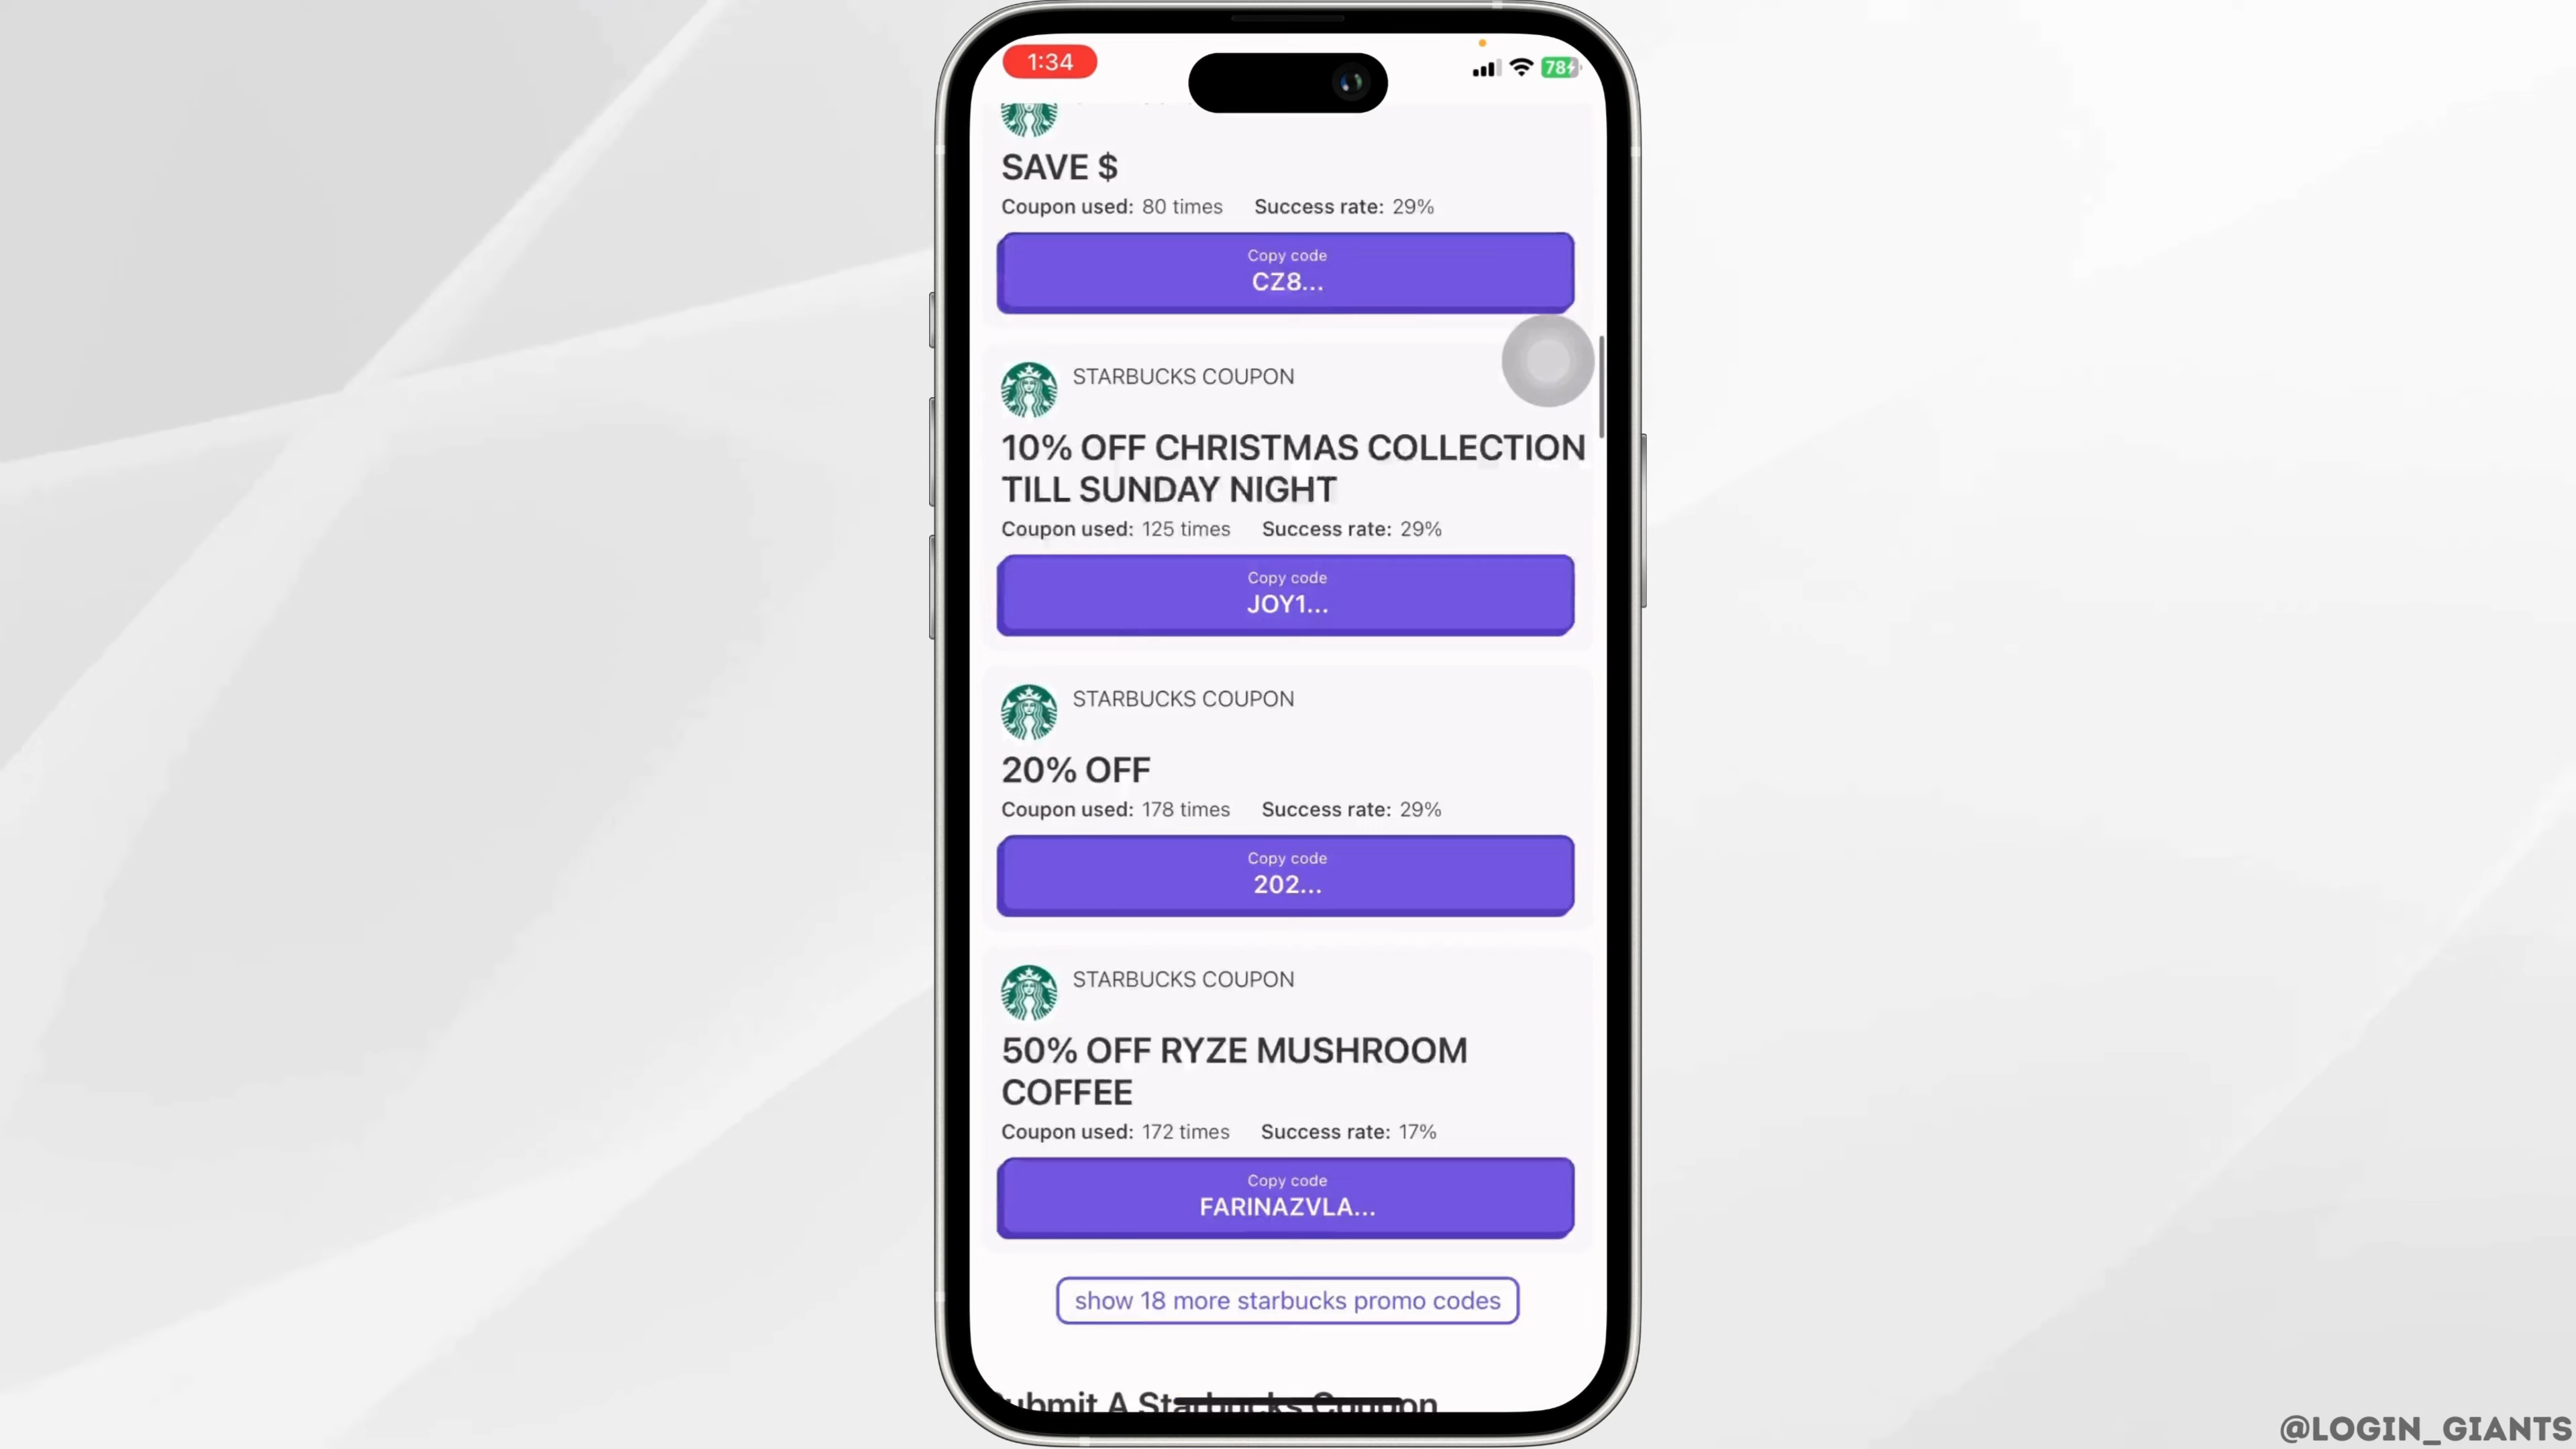 1:34
78
SAVE $
Coupon used: 80 times Success rate: 29%
Copy code
CZ8...
STARBUCKS COUPON
10% OFF CHRISTMAS COLLECTION
TILL SUNDAY NIGHT
Coupon used: 125 times Success rate: 29%
Copy code
JOY1...
STARBUCKS COUPON
20% OFF
Coupon used: 178 times Success rate: 29%
Copy code
202...
STARBUCKS COUPON
50% OFF RYZE MUSHROOM
COFFEE
Coupon used: 172 times Success rate: 17%
Copy code
FARINAZVLA...
show 18 more starbucks promo codes
ubmit A Starbucks Coupon
@LOGIN_GIANTS